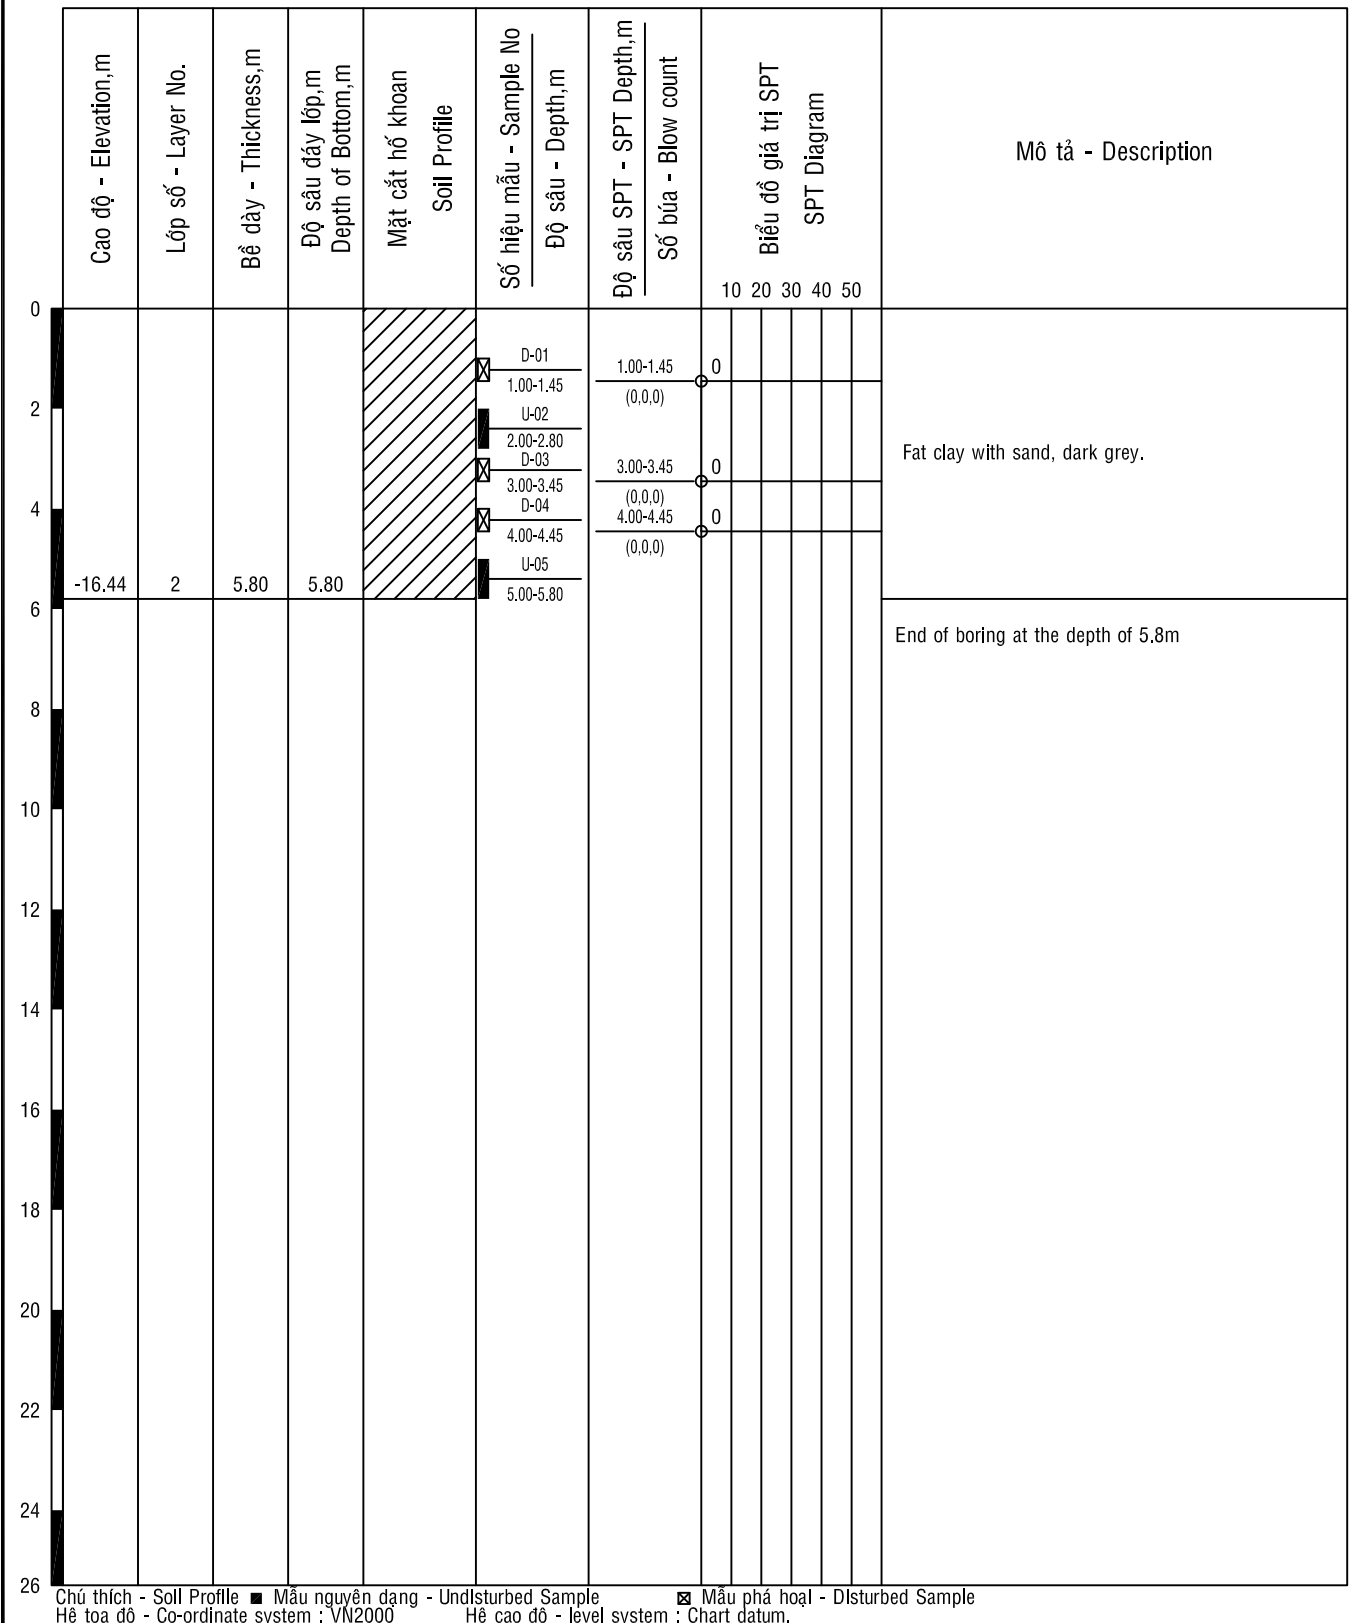 Cao độ - Elevation,m
Lớp số - Layer No.
Bề dày - Thickness,m
Độ sâu đáy lớp,m
Depth of Bottom,m
Mặt cắt hố khoan
Soil Profile
Số hiệu mẫu - Sample No
Độ sâu - Depth,m
Độ sâu SPT - SPT Depth,m
Số búa - Blow count
Biểu đồ giá trị SPT
SPT Diagram
10 20 30 40 50
Mô tả - Description
0
D-01
1.00-1.45
1.00-1.45
(0,0,0)
0
2
U-02
2.00-2.80
D-03
3.00-3.45
3.00-3.45
(0,0,0)
0
Fat clay with sand, dark grey.
4
D-04
4.00-4.45
4.00-4.45
(0,0,0)
0
U-05
5.00-5.80
-16.44 2 5.80 5.80
6
End of boring at the depth of 5.8m
8
10
12
14
16
18
20
22
24
26
Chú thích - Soil Profile Mẫu nguyên dạng - Undisturbed Sample Mẫu phá hoại - Disturbed Sample
Hệ tọa độ - Co-ordinate system : VN2000 Hệ cao độ - level system : Chart datum.